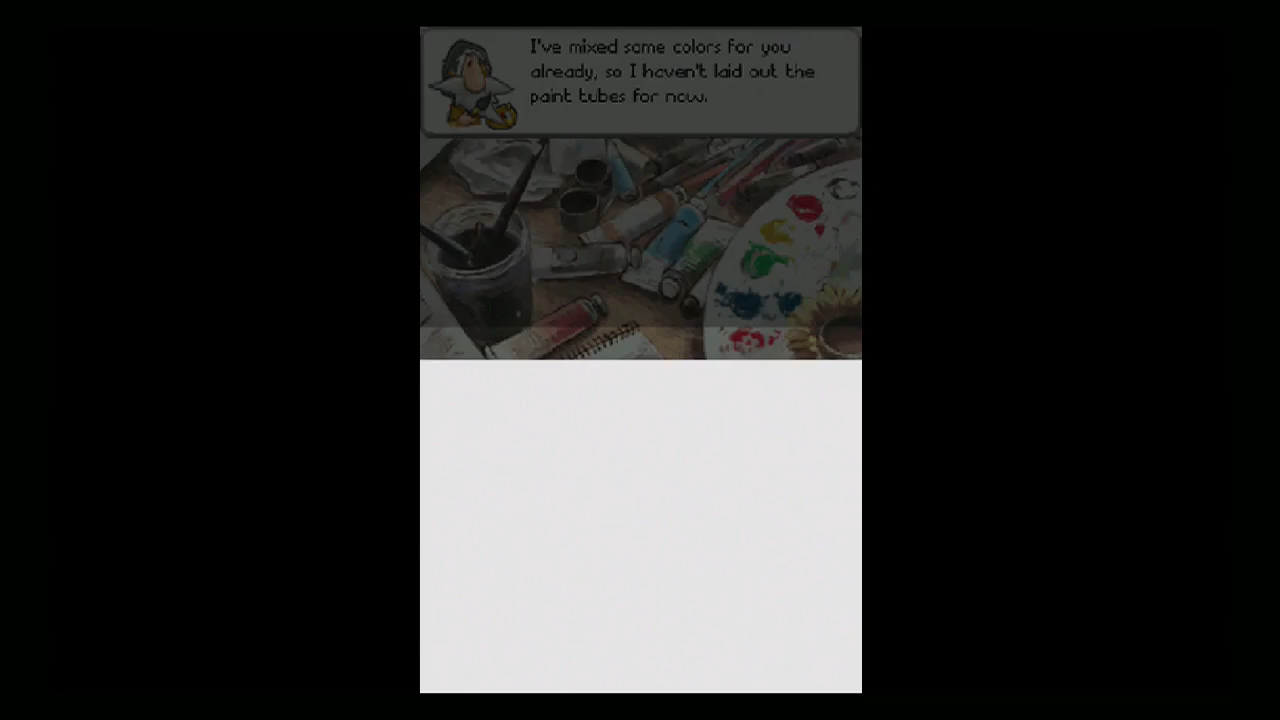 I've mixed some colors for you
already, so I haven't laid out the
paint tubes for now.